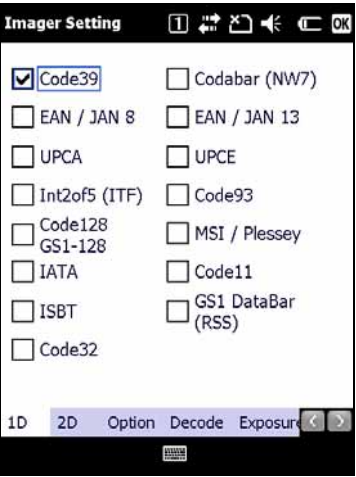 Imager Setting 1 OK
Code39 Codabar (NW7)
EAN / JAN 8 EAN / JAN 13
UPCA UPCE
Int2of5 (ITF) Code93
Code128
GS1-128 MSI / Plessey
IATA Code11
ISBT GS1 DataBar
(RSS)
Code32
1D 2D Option Decode Exposure